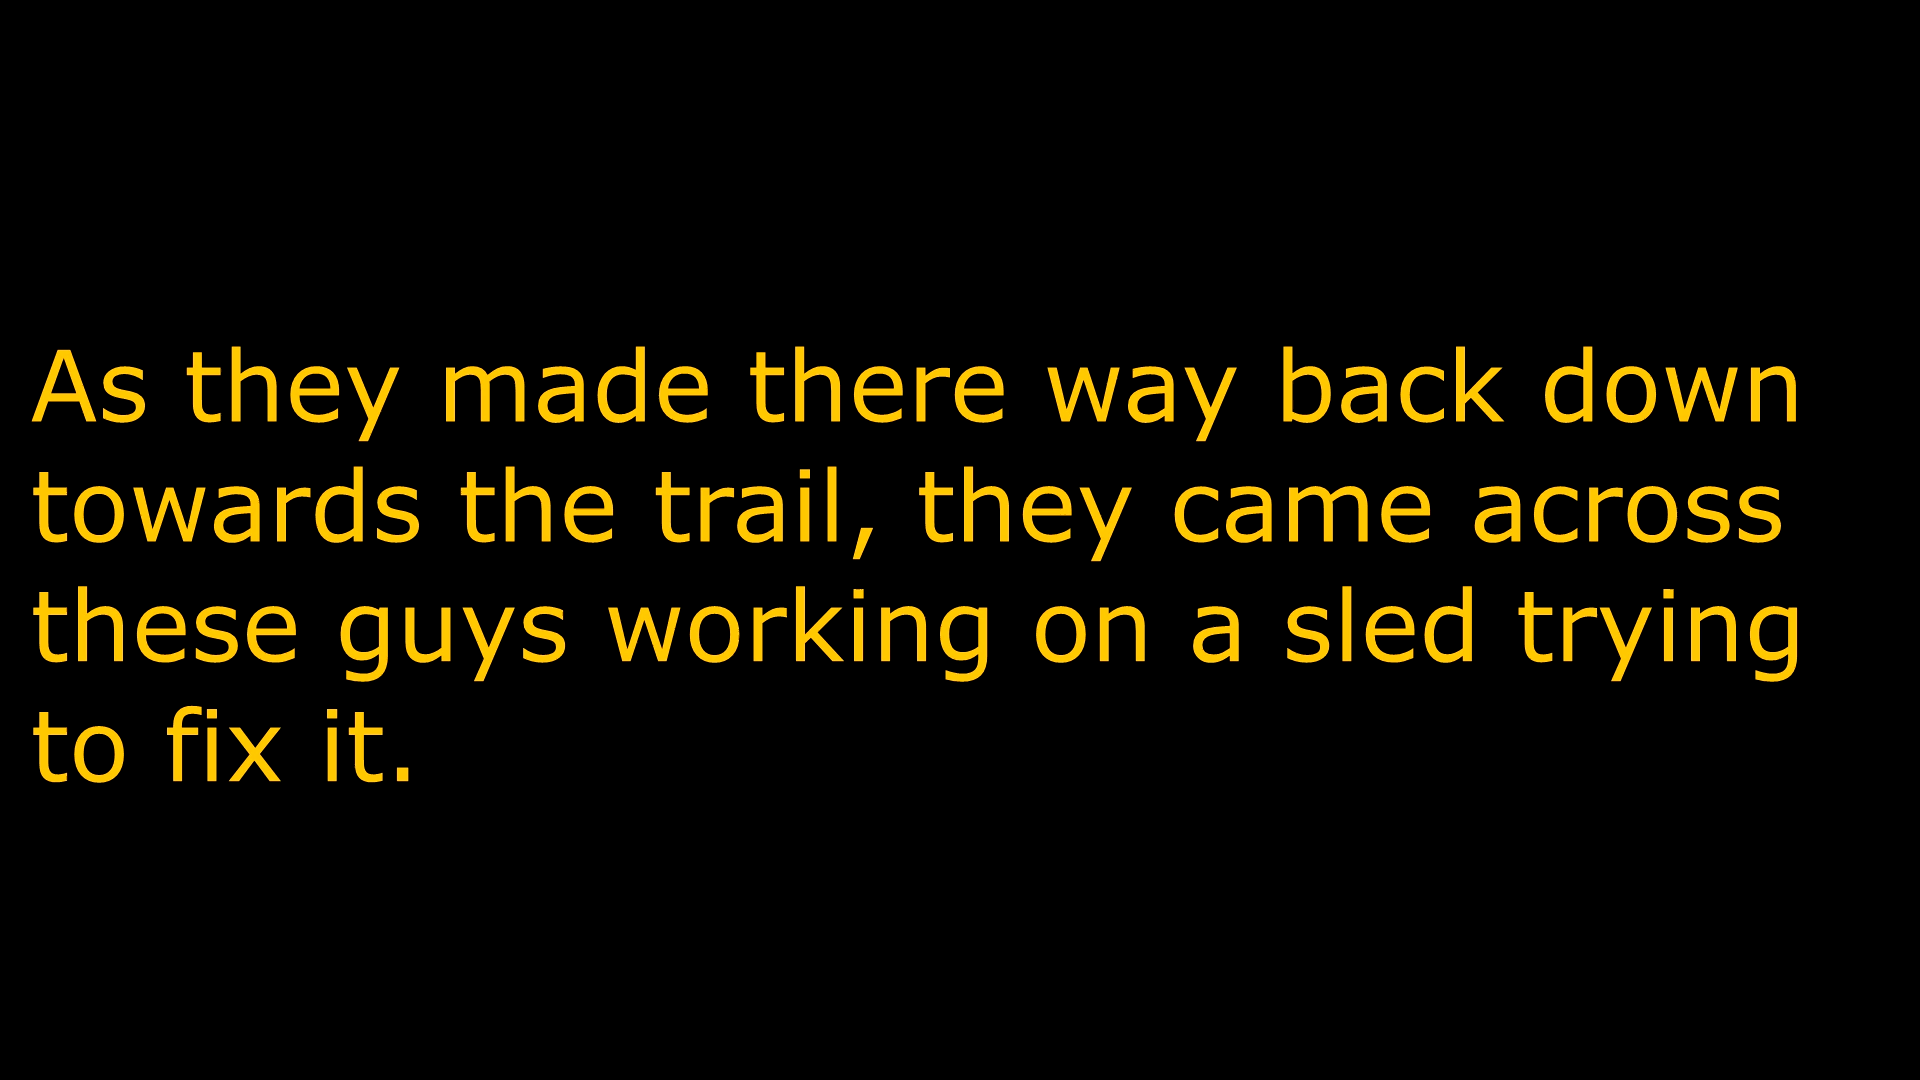 As they made there way back down
towards the trail, they came across
these guys working on a sled trying
to fix it.